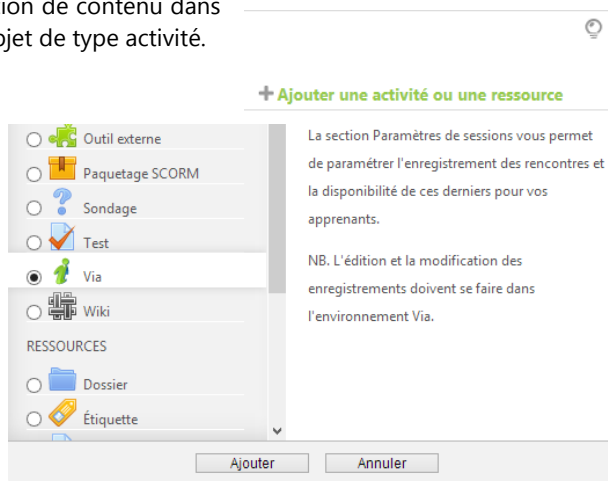 tion de contenu dans
jet de type activité.
Ajouter une activité ou une ressource
Outil externe
Paquetage SCORM
Sondage
Test
Via
Wiki
RESSOURCES
Dossier
Étiquette
La section Paramètres de sessions vous permet
de paramétrer l'enregistrement des rencontres et
la disponibilité de ces derniers pour vos
apprenants.
NB. L'édition et la modification des
enregistrements doivent se faire dans
l'environnement Via.
Ajouter
Annuler